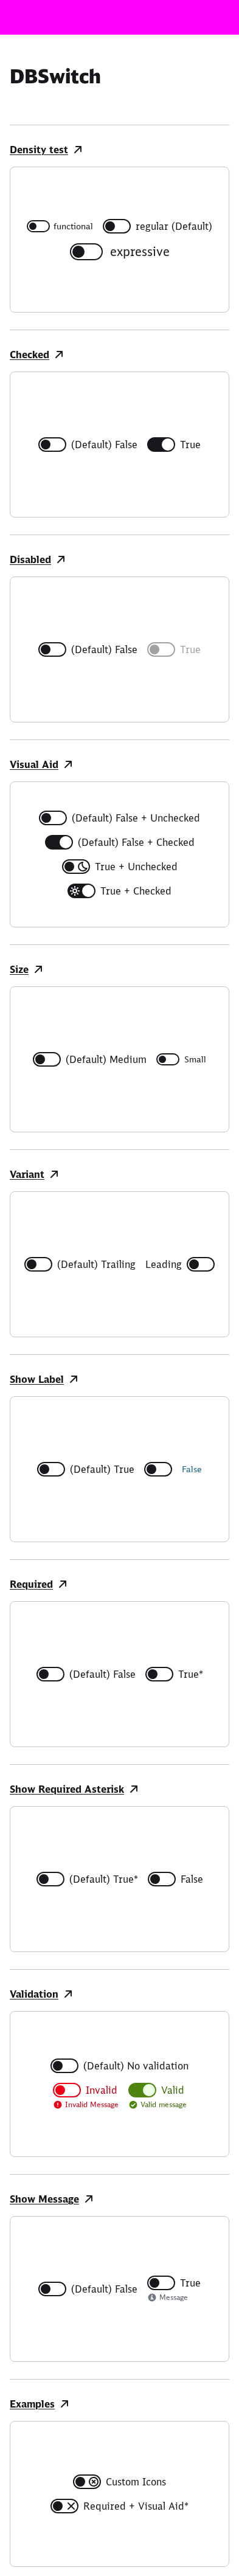 DBSwitch
Density test
functional regular (Default)
expressive
Checked
(Default) False True
Disabled
(Default) False True
Visual Aid
(Default) False + Unchecked
(Default) False + Checked
True + Unchecked
True + Checked
Size
(Default) Medium Small
Variant
(Default) Trailing Leading
Show Label
(Default) True False
Required
(Default) False True*
Show Required Asterisk
(Default) True* False
Validation
(Default) No validation
Invalid Valid
Invalid Message Valid message
Show Message
(Default) False True
Message
Examples
Custom Icons
Required + Visual Aid*